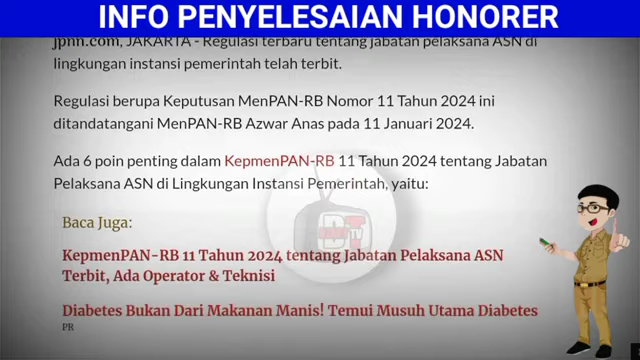 INFO PENYELESAIAN HONORER
jpnn.com, JAKARTA - Regulasi terbaru tentang jabatan pelaksana ASN di
lingkungan instansi pemerintah telah terbit.
Regulasi berupa Keputusan MenPAN-RB Nomor 11 Tahun 2024 ini
ditandatangani MenPAN-RB Azwar Anas pada 11 Januari 2024.
Ada 6 poin penting dalam KepmenPAN-RB 11 Tahun 2024 tentang Jabatan
Pelaksana ASN di Lingkungan Instansi Pemerintah, yaitu:
Baca Juga:
KepmenPAN-RB 11 Tahun 2024 tentang Jabatan Pelaksana ASN
Terbit, Ada Operator & Teknisi
Diabetes Bukan Dari Makanan Manis! Temui Musuh Utama Diabetes
PR